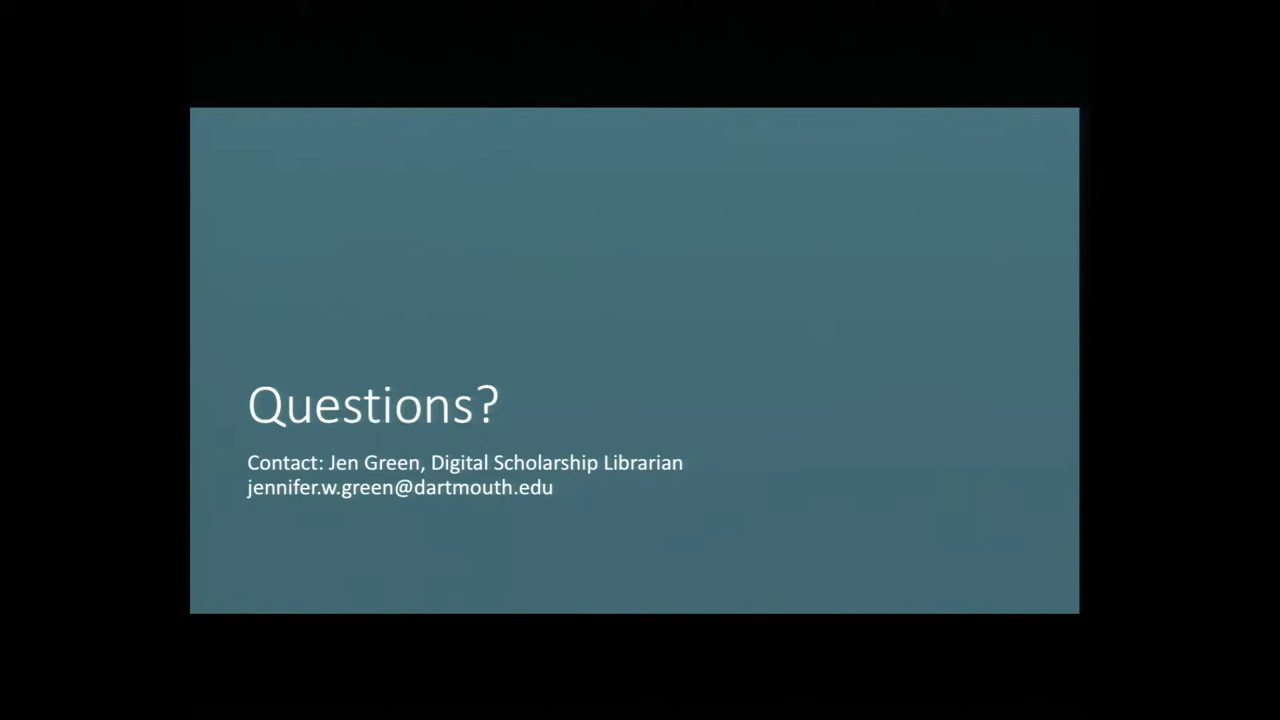 Questions?
Contact: Jen Green, Digital Scholarship Librarian
jennifer.w.green@dartmouth.edu